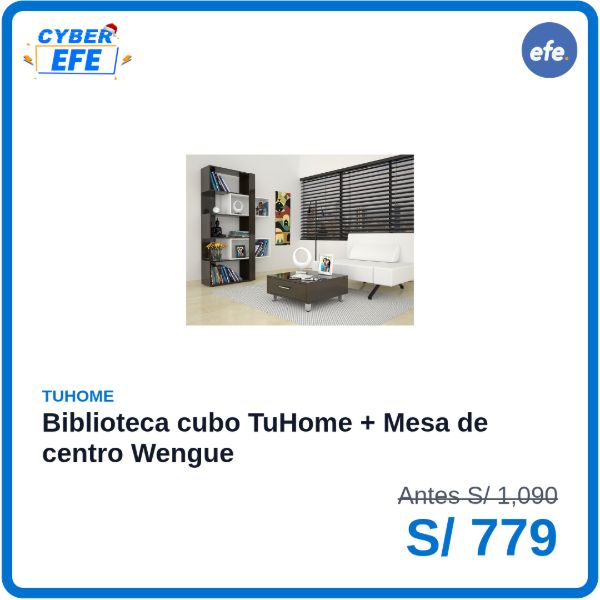 CYBER
EFE
efe.
TUHOME
Biblioteca cubo TuHome + Mesa de
centro Wengue
Antes S/ 1,090
S/ 779